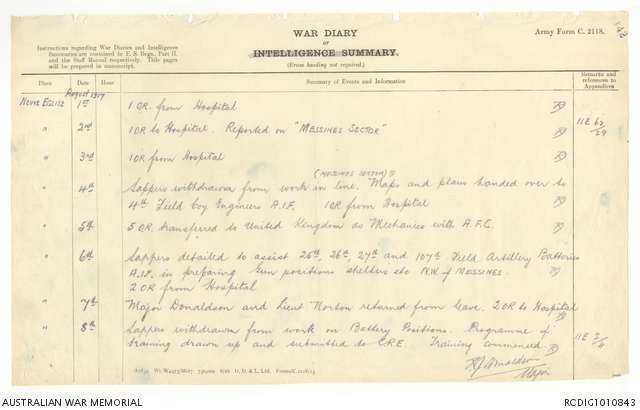 142
WAR DIARY
or
INTELLIGENCE SUMMARY.
(Erase heading not required.)
Army Form C. 2118.
Instructions regarding War Diaries and Intelligence
Summaries are contained in F. S. Regs., Part II.
and the Staff Manual respectively. Title pages
will be prepared in manuscript.
Place Date Hour Summary of Events and Information Remarks and references to Appendices
August 1917
Neuve Eglise 1st 1 OR. from Hospital
" 2nd 1 OR to Hospital. Reported on "MESSINES SECTOR" 11E 62/29
" 3rd 1 OR from Hospital
(MESSINES SECTOR)
" 4th Sappers withdrawn from work in line. Maps and plans handed over to
4th Field Coy Engineers A.I.F. 1 OR from Hospital
" 5th 5 OR transferred to United Kingdom as Mechanics with A.F.C.
" 6th Sappers detailed to assist 25th, 26th, 27th and 107th Field Artillery Batteries
A.I.F. in preparing Gun positions shelters etc N.W. of MESSINES.
2 OR from Hospital
" 7th Major Donaldson and Lieut Norton returned from leave. 2 OR to Hospital
" 8th Sappers withdrawn from work on Battery Positions. Programme of
training drawn up and submitted to C.R.E. Training commenced.
Major
D. D. & L., Ltd.
AUSTRALIAN WAR MEMORIAL
RCDIG1010843